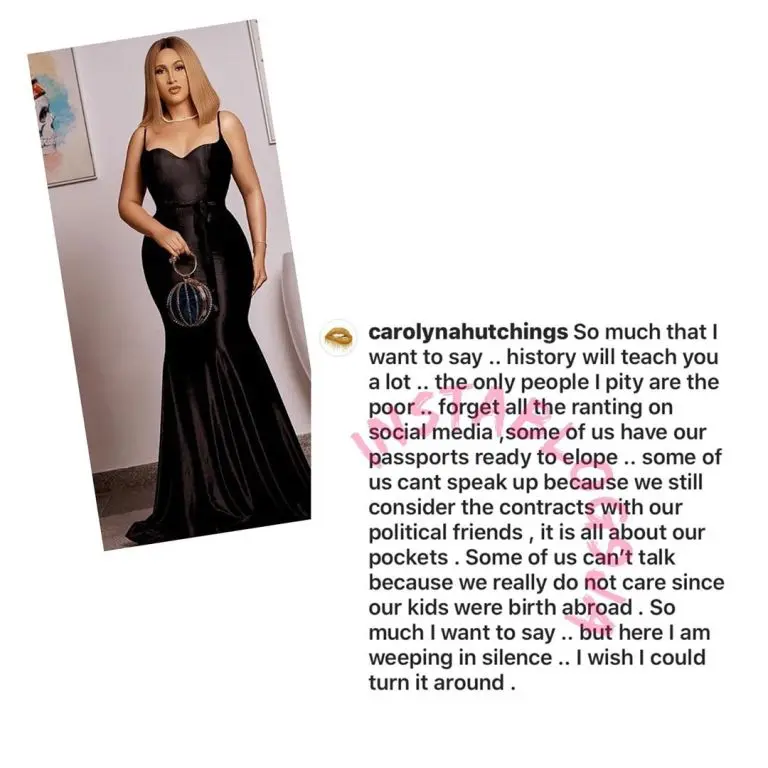 carolynahutchings So much that I
want to say .. history will teach you
a lot .. the only people I pity are the
poor .. forget all the ranting on
social media ,some of us have our
passports ready to elope .. some of
us cant speak up because we still
consider the contracts with our
political friends , it is all about our
pockets . Some of us can’t talk
because we really do not care since
our kids were birth abroad . So
much I want to say .. but here I am
weeping in silence .. I wish I could
turn it around .
INSTABLOG9JA